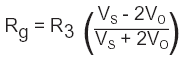 Rg = R3 (VS - 2VO / VS + 2VO)